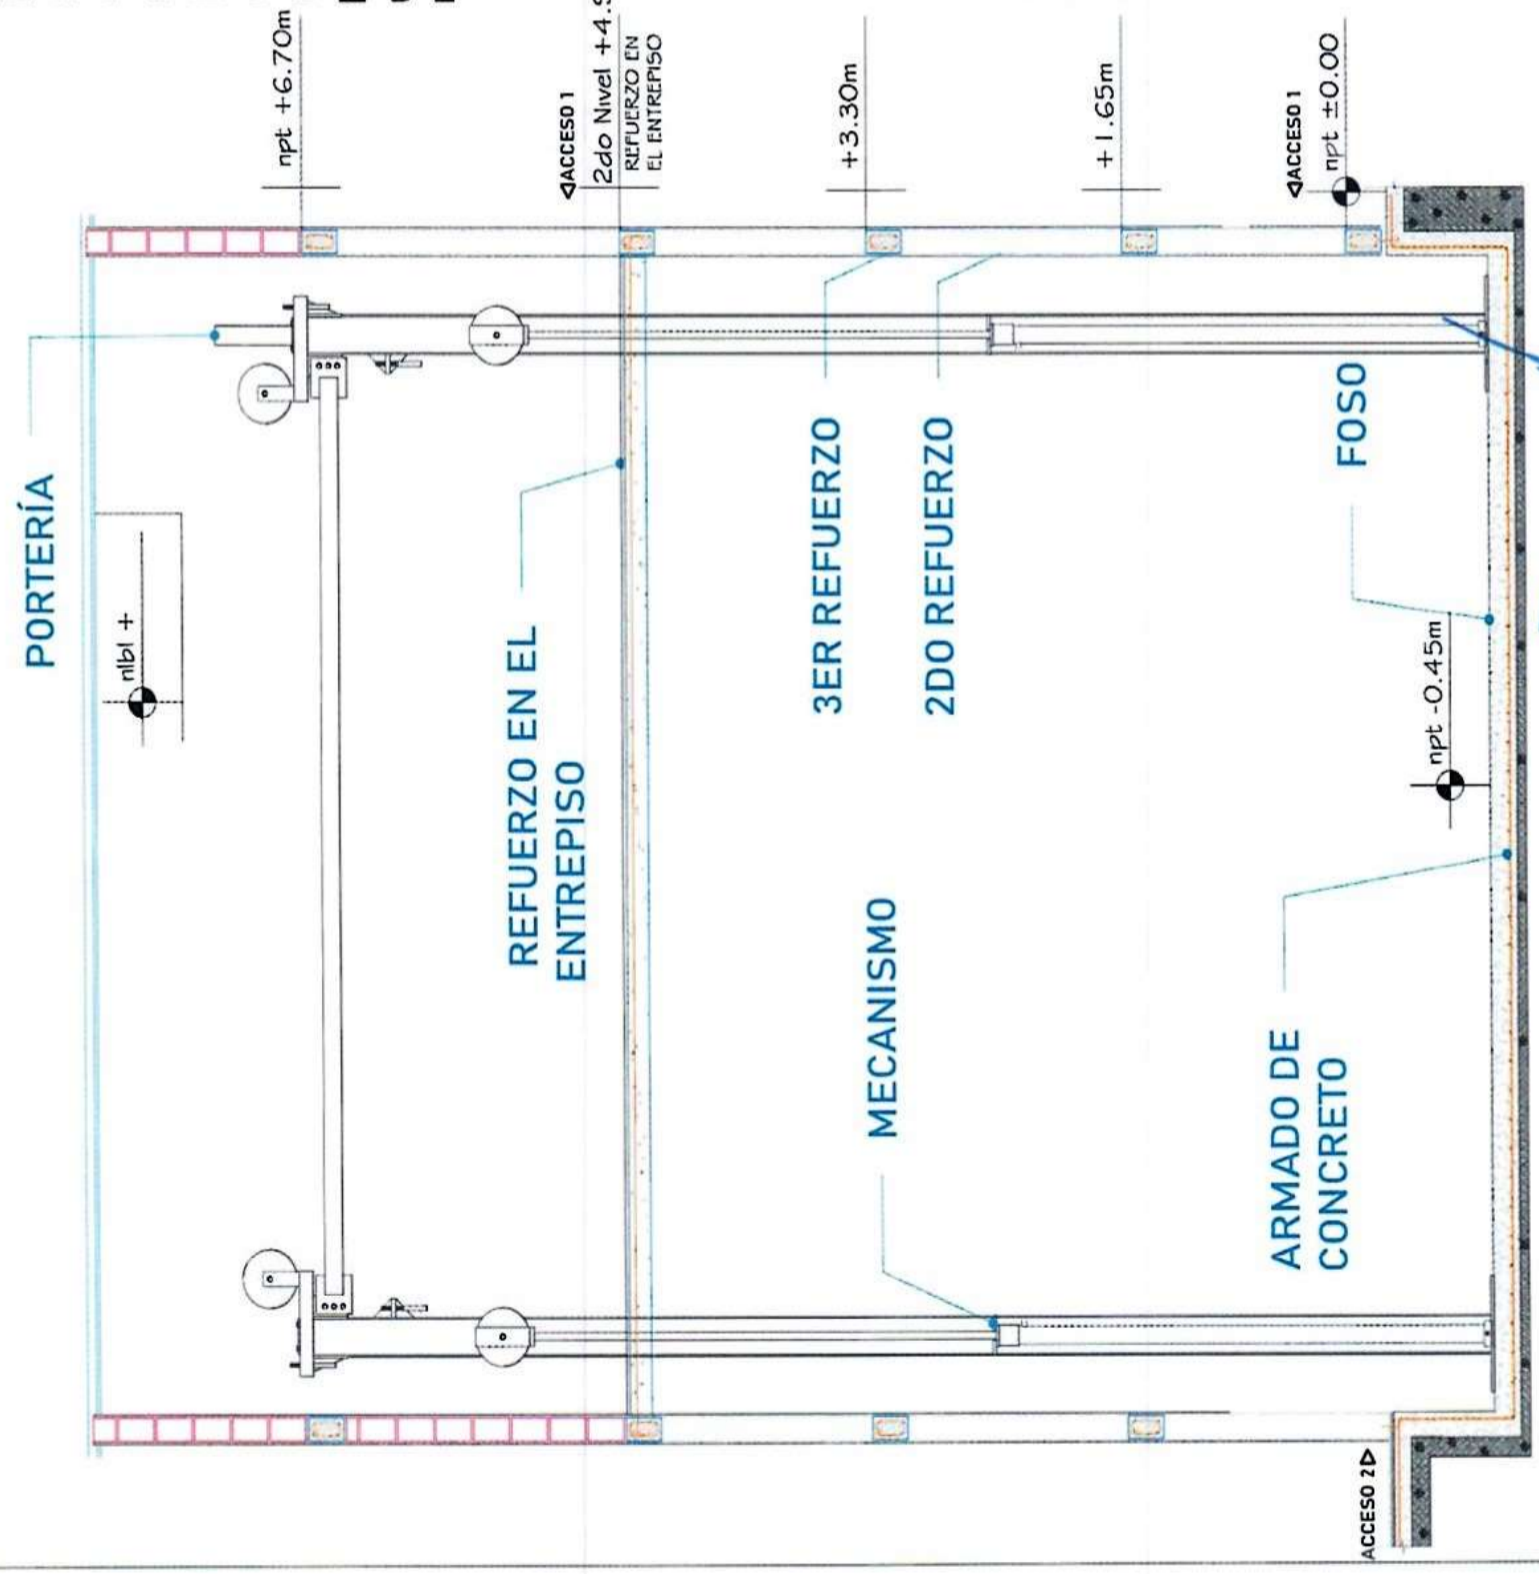 PORTERÍA
nlbl +
npt +6.70m
◁ACCESO 1
2do Nivel
REFUERZO EN
EL ENTREPISO
REFUERZO EN EL
ENTREPISO
+3.30m
3ER REFUERZO
2DO REFUERZO
MECANISMO
+1.65m
◁ACCESO 1
npt ±0.00
FOSO
npt -0.45m
ARMADO DE
CONCRETO
ACCESO 2▷